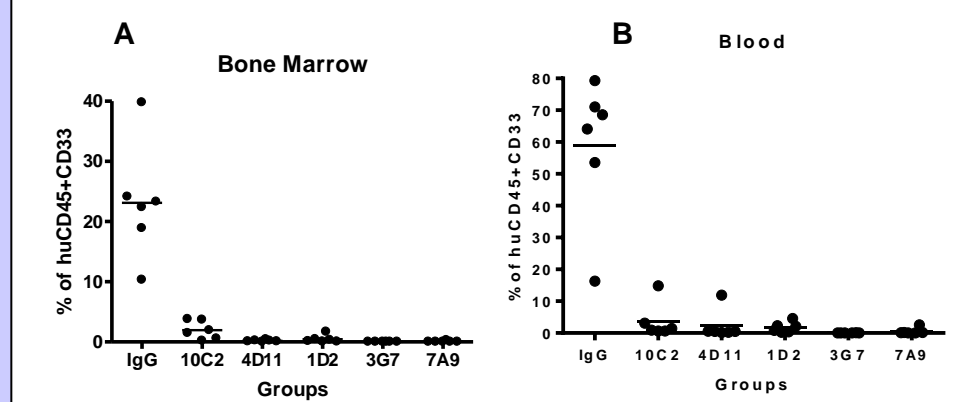 A
Bone Marrow
% of huCD45+CD33
40
30
20
10
0
IgG 10C2 4D11 1D2 3G7 7A9
Groups
B
Blood
% of huCD45+CD33
80
70
60
50
40
30
20
10
0
IgG 10C2 4D11 1D2 3G7 7A9
Groups